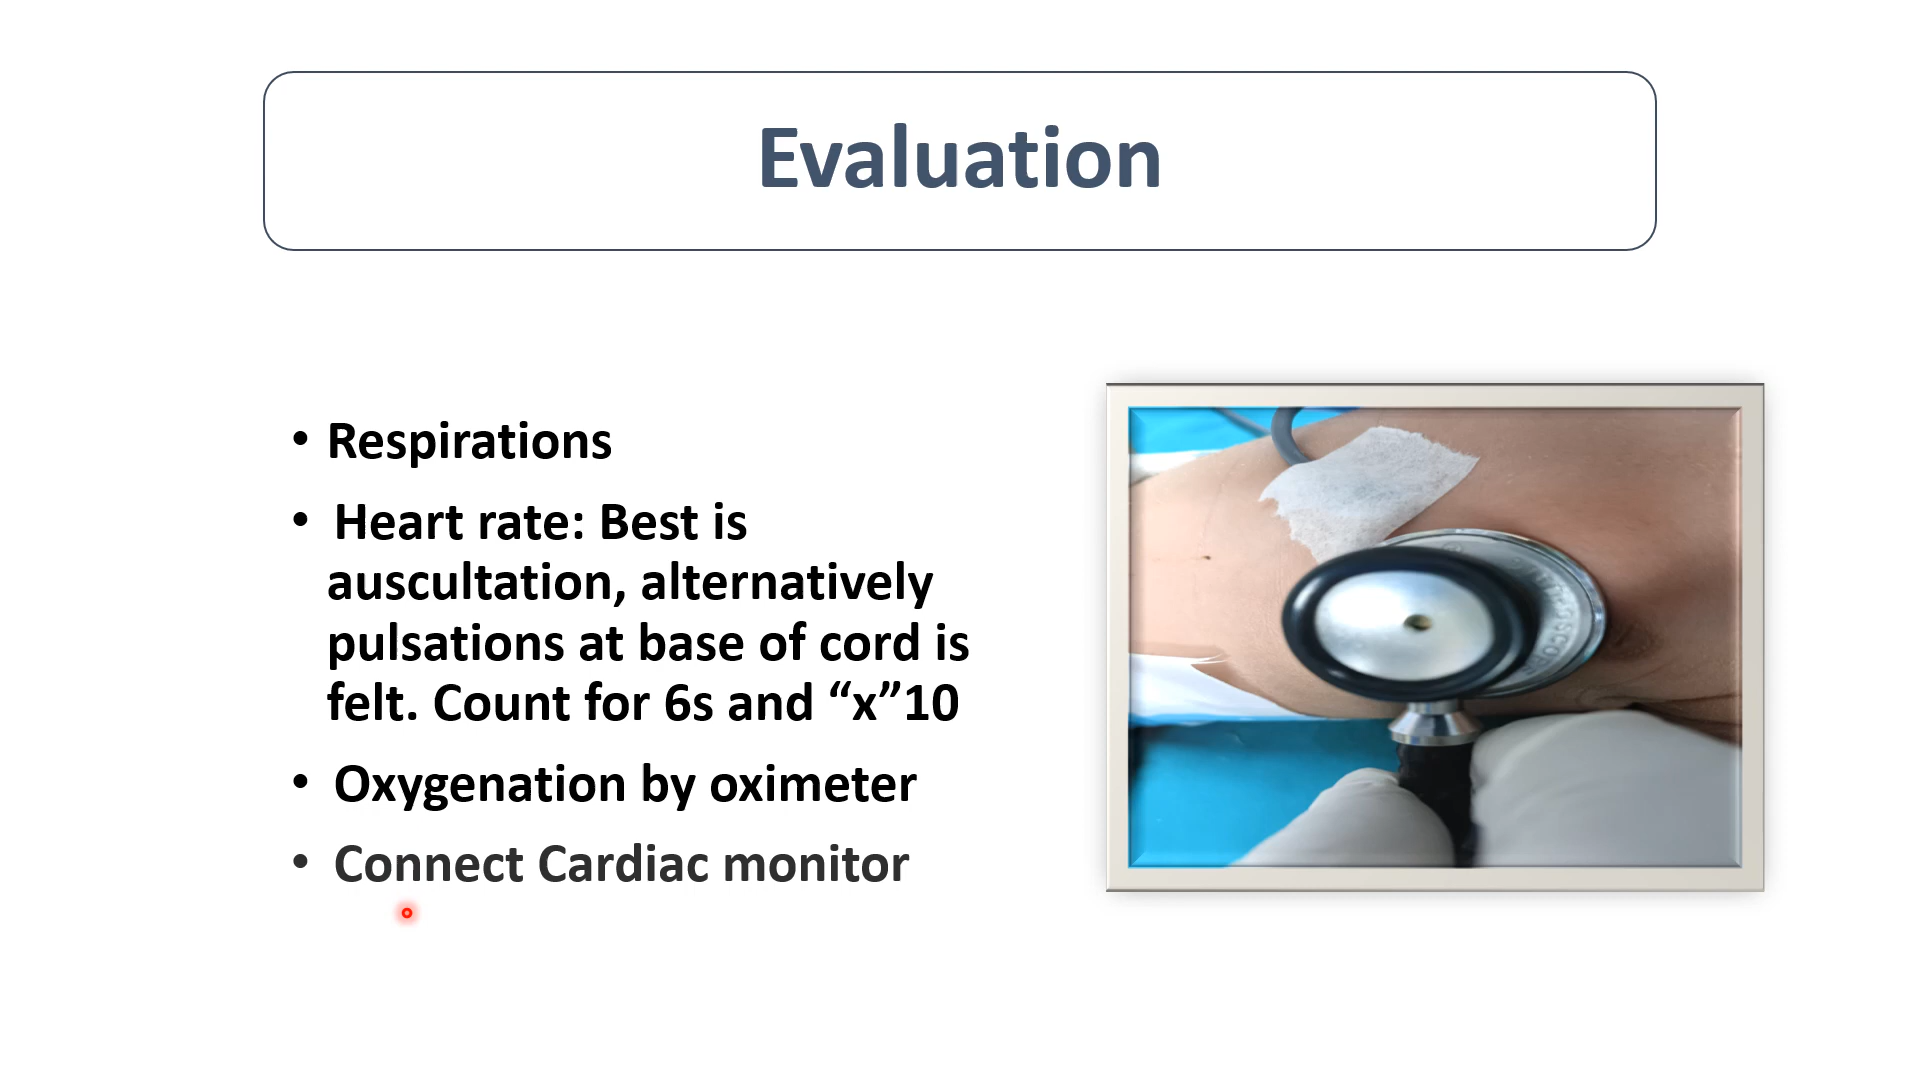 Evaluation
• Respirations
• Heart rate: Best is
auscultation, alternatively
pulsations at base of cord is
felt. Count for 6s and “x”10
• Oxygenation by oximeter
• Connect Cardiac monitor